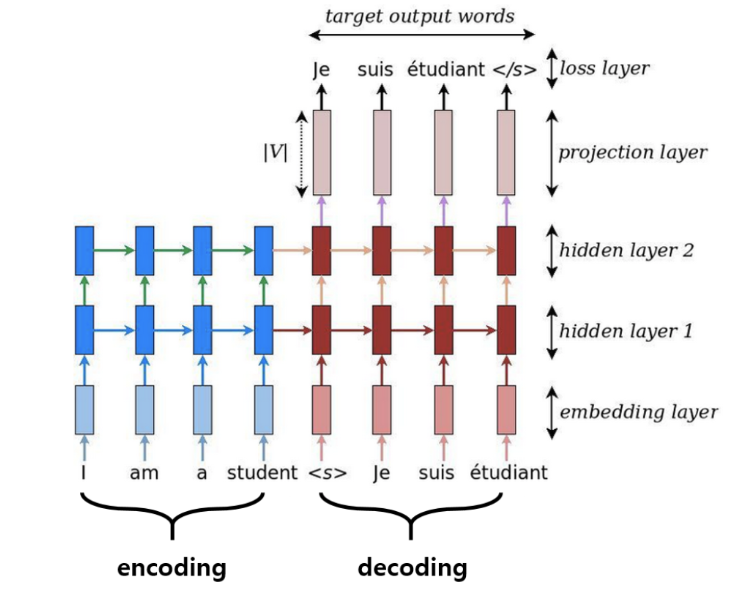 target output words
Je suis étudiant </s>
loss layer
|V|
projection layer
hidden layer 2
hidden layer 1
embedding layer
I am a student <s> Je suis étudiant
encoding decoding